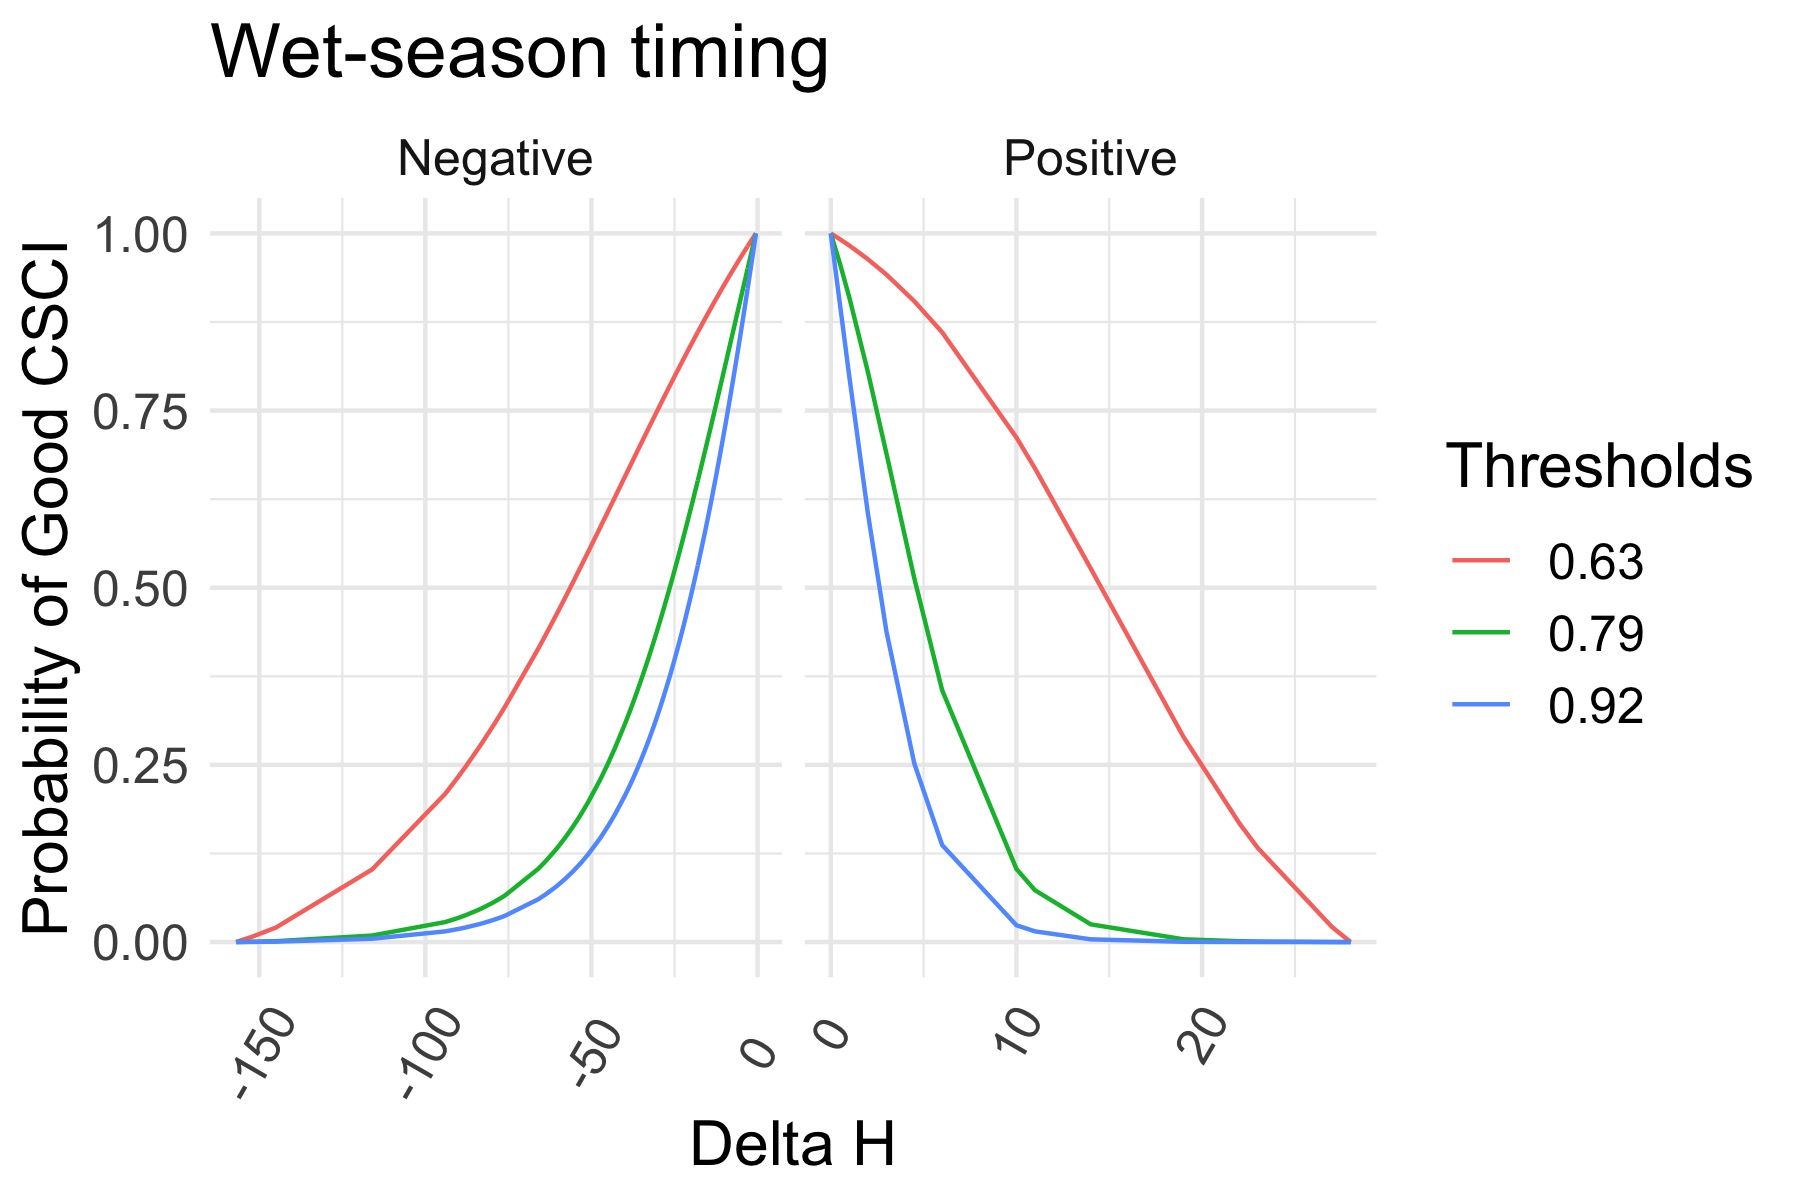 Wet-season timing
Negative
Positive
Probability of Good CSCI
1.00
0.75
0.50
0.25
0.00
-150
-100
-50
0
0
10
20
Delta H
Thresholds
0.63
0.79
0.92